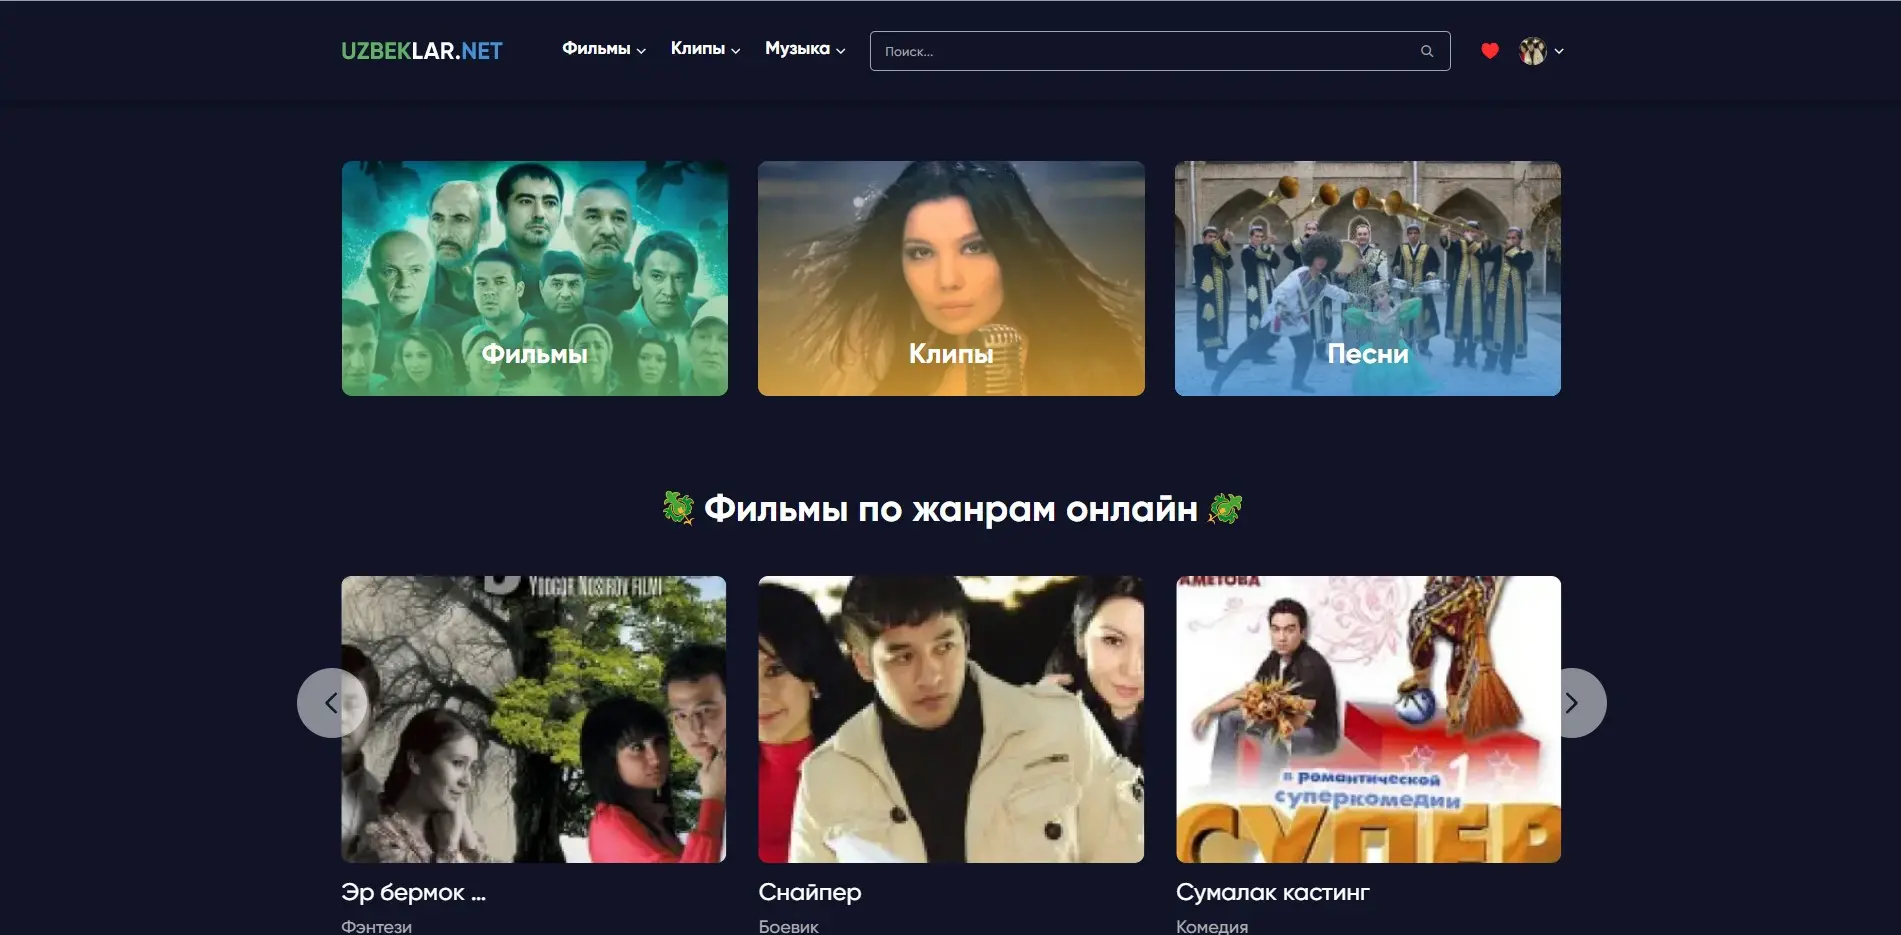 UZBEKLAR.NET
Фильмы
Клипы
Музыка
Поиск...
Фильмы
Клипы
Песни
Фильмы по жанрам онлайн
YODGOR NOSIROV FILMI
АМЕТОВА
в романтической
суперкомедии
СУПЕР
Эр бермок ...
Снайпер
Сумалак кастинг
Фэнтези
Боевик
Комедия